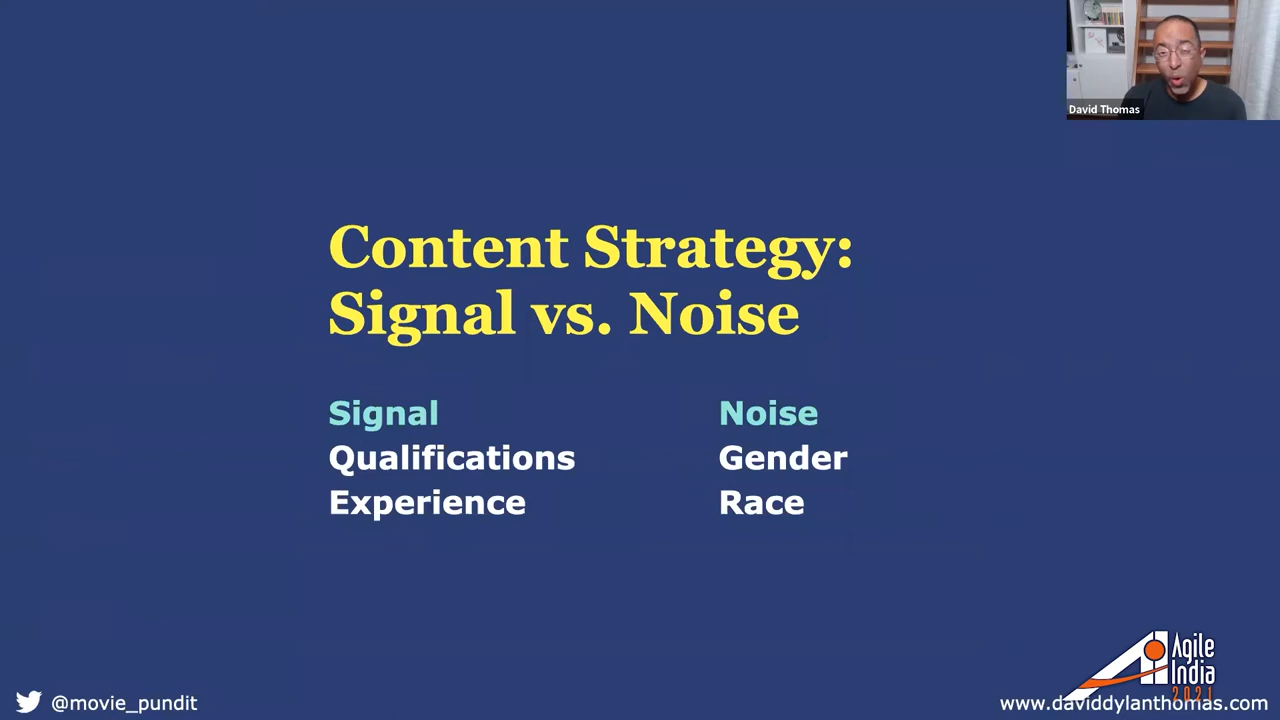 David Thomas
Content Strategy:
Signal vs. Noise
Signal
Noise
Qualifications
Gender
Experience
Race
Agile
India
2021
@movie_pundit
www.daviddylanthomas.com